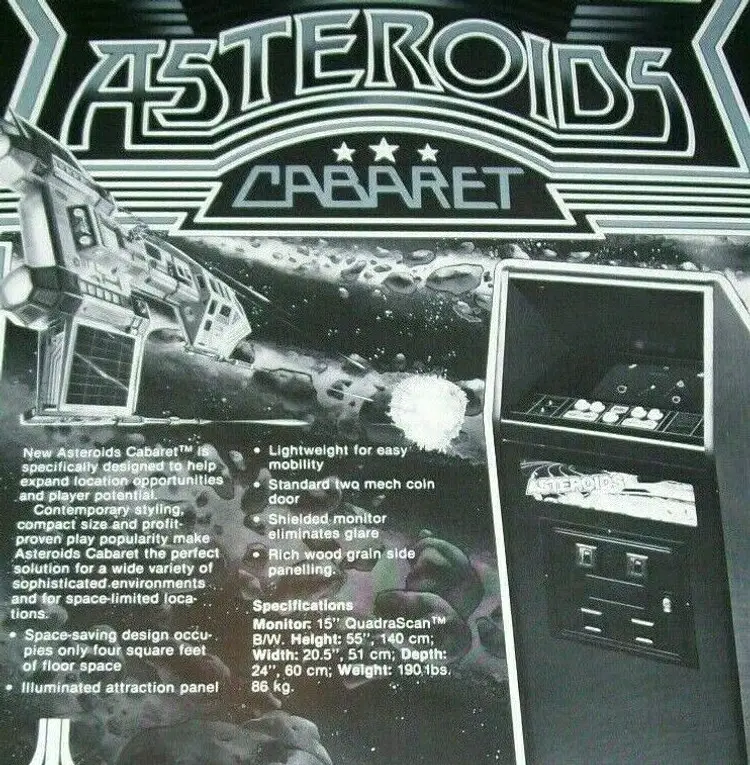 ASTEROIDS
CABARET
New Asteroids Cabaret™ is
specifically designed to help
expand location opportunities
and player potential.
Contemporary styling,
compact size and profit-
proven play popularity make
Asteroids Cabaret the perfect
solution for a wide variety of
sophisticated environments
and for space-limited loca-
tions.
• Space-saving design occu-
pies only four square feet
of floor space
• Illuminated attraction panel
• Lightweight for easy
mobility
• Standard two mech coin
door
• Shielded monitor
eliminates glare
• Rich wood grain side
panelling.
Specifications
Monitor: 15" QuadraScan™
B/W. Height: 55", 140 cm;
Width: 20.5", 51 cm; Depth:
24", 60 cm; Weight: 190 lbs.
86 kg.
ASTEROIDS